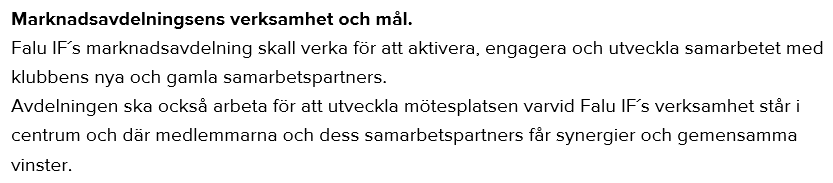 Marknadsavdelningsens verksamhet och mål.
Falu IF´s marknadsavdelning skall verka för att aktivera, engagera och utveckla samarbetet med
klubbens nya och gamla samarbetspartners.
Avdelningen ska också arbeta för att utveckla mötesplatsen varvid Falu IF´s verksamhet står i
centrum och där medlemmarna och dess samarbetspartners får synergier och gemensamma
vinster.